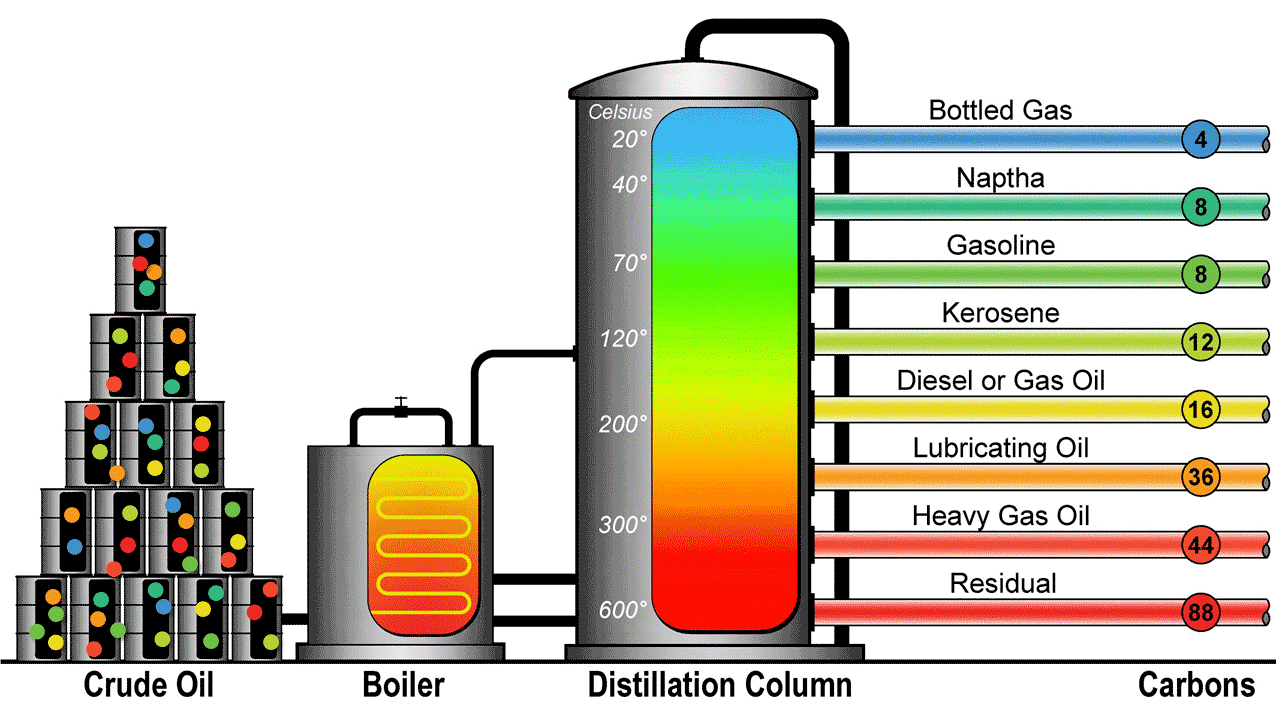 Celsius
20°
40°
70°
120°
200°
300°
600°
Bottled Gas
4
Naptha
8
Gasoline
8
Kerosene
12
Diesel or Gas Oil
16
Lubricating Oil
36
Heavy Gas Oil
44
Residual
88
Crude Oil
Boiler
Distillation Column
Carbons